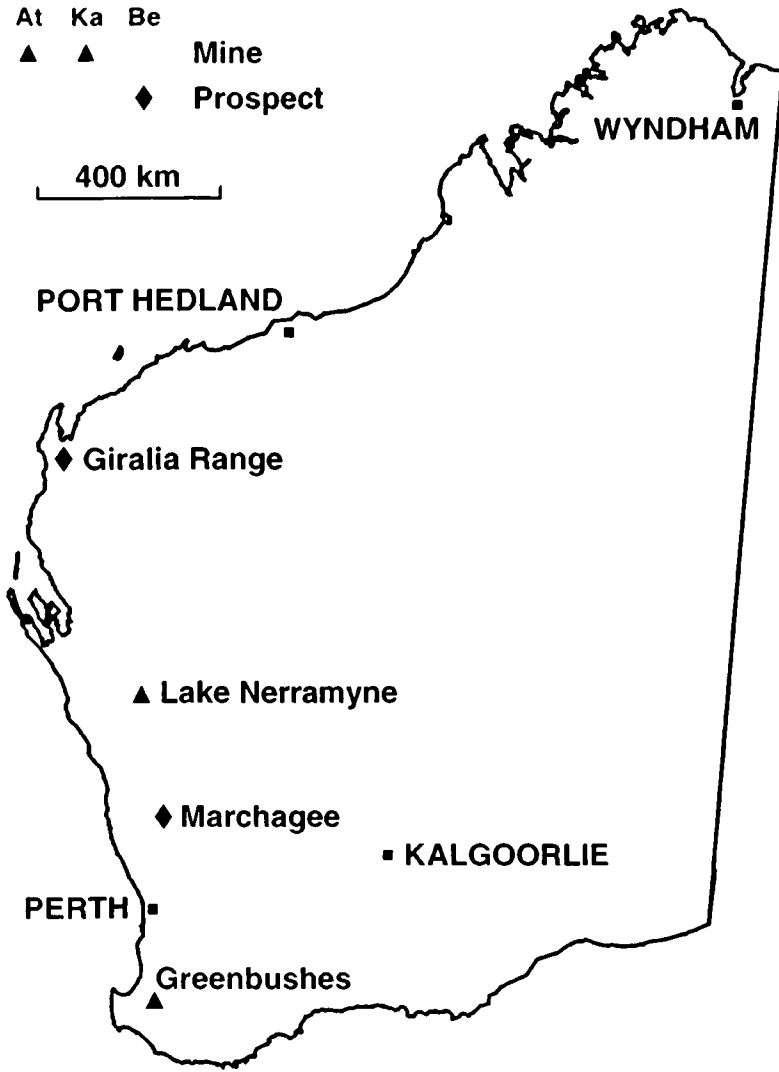 At Ka Be
Mine
Prospect
400 km
WYNDHAM
PORT HEDLAND
Giralia Range
Lake Nerramyne
Marchagee
KALGOORLIE
PERTH
Greenbushes